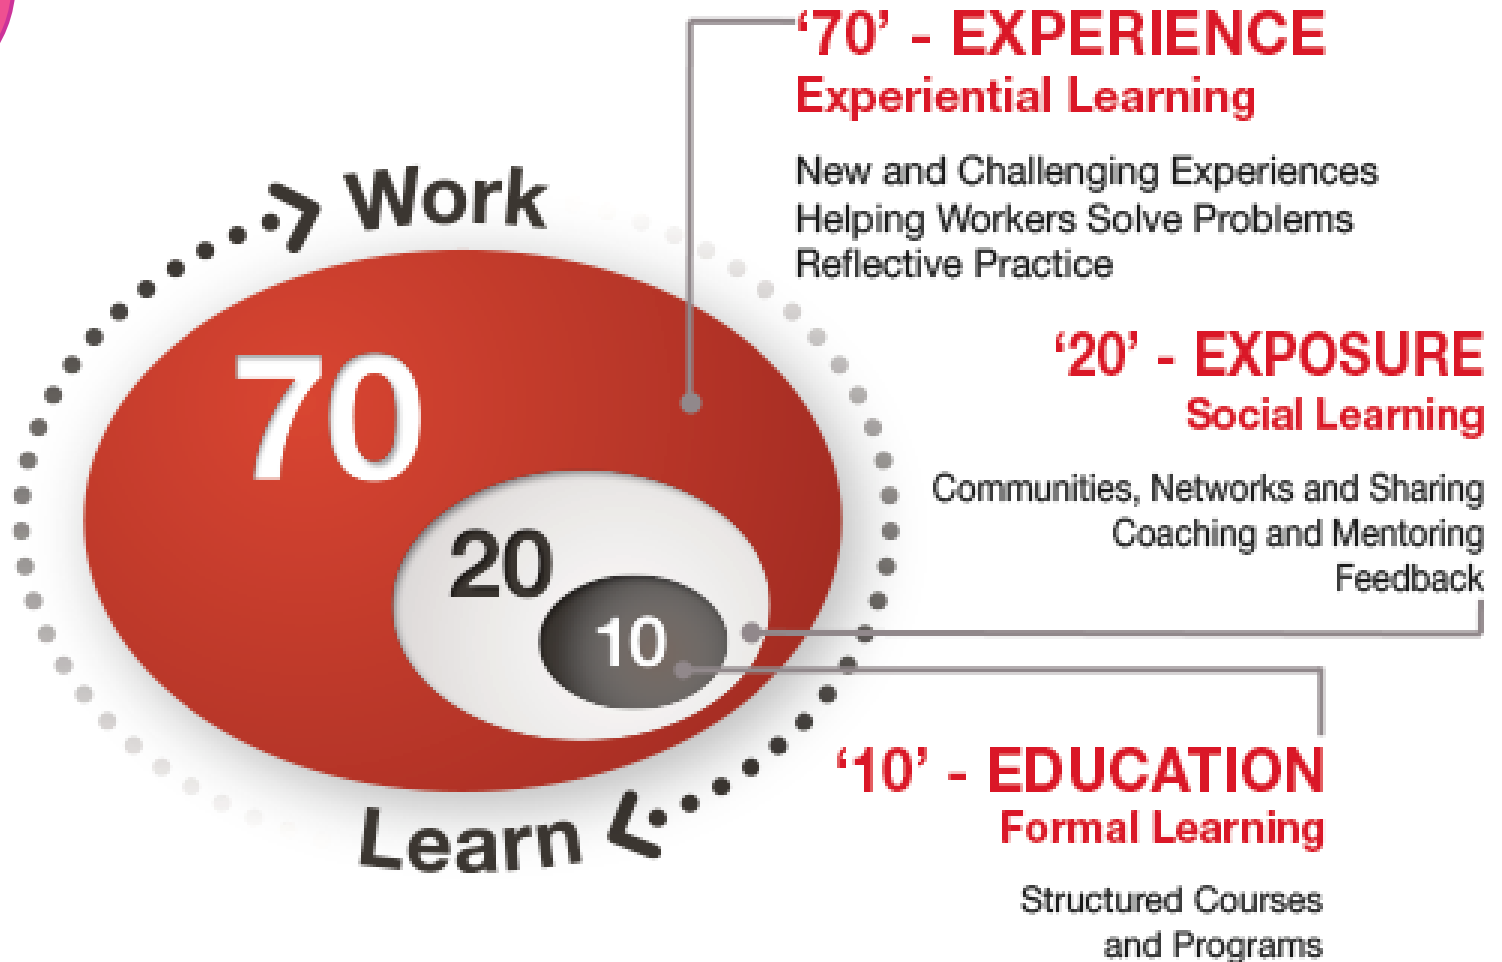 ‘70’ - EXPERIENCE
Experiential Learning
New and Challenging Experiences
Helping Workers Solve Problems
Reflective Practice
Work
70
‘20’ - EXPOSURE
Social Learning
Communities, Networks and Sharing
Coaching and Mentoring
Feedback
20
10
Learn
‘10’ - EDUCATION
Formal Learning
Structured Courses
and Programs